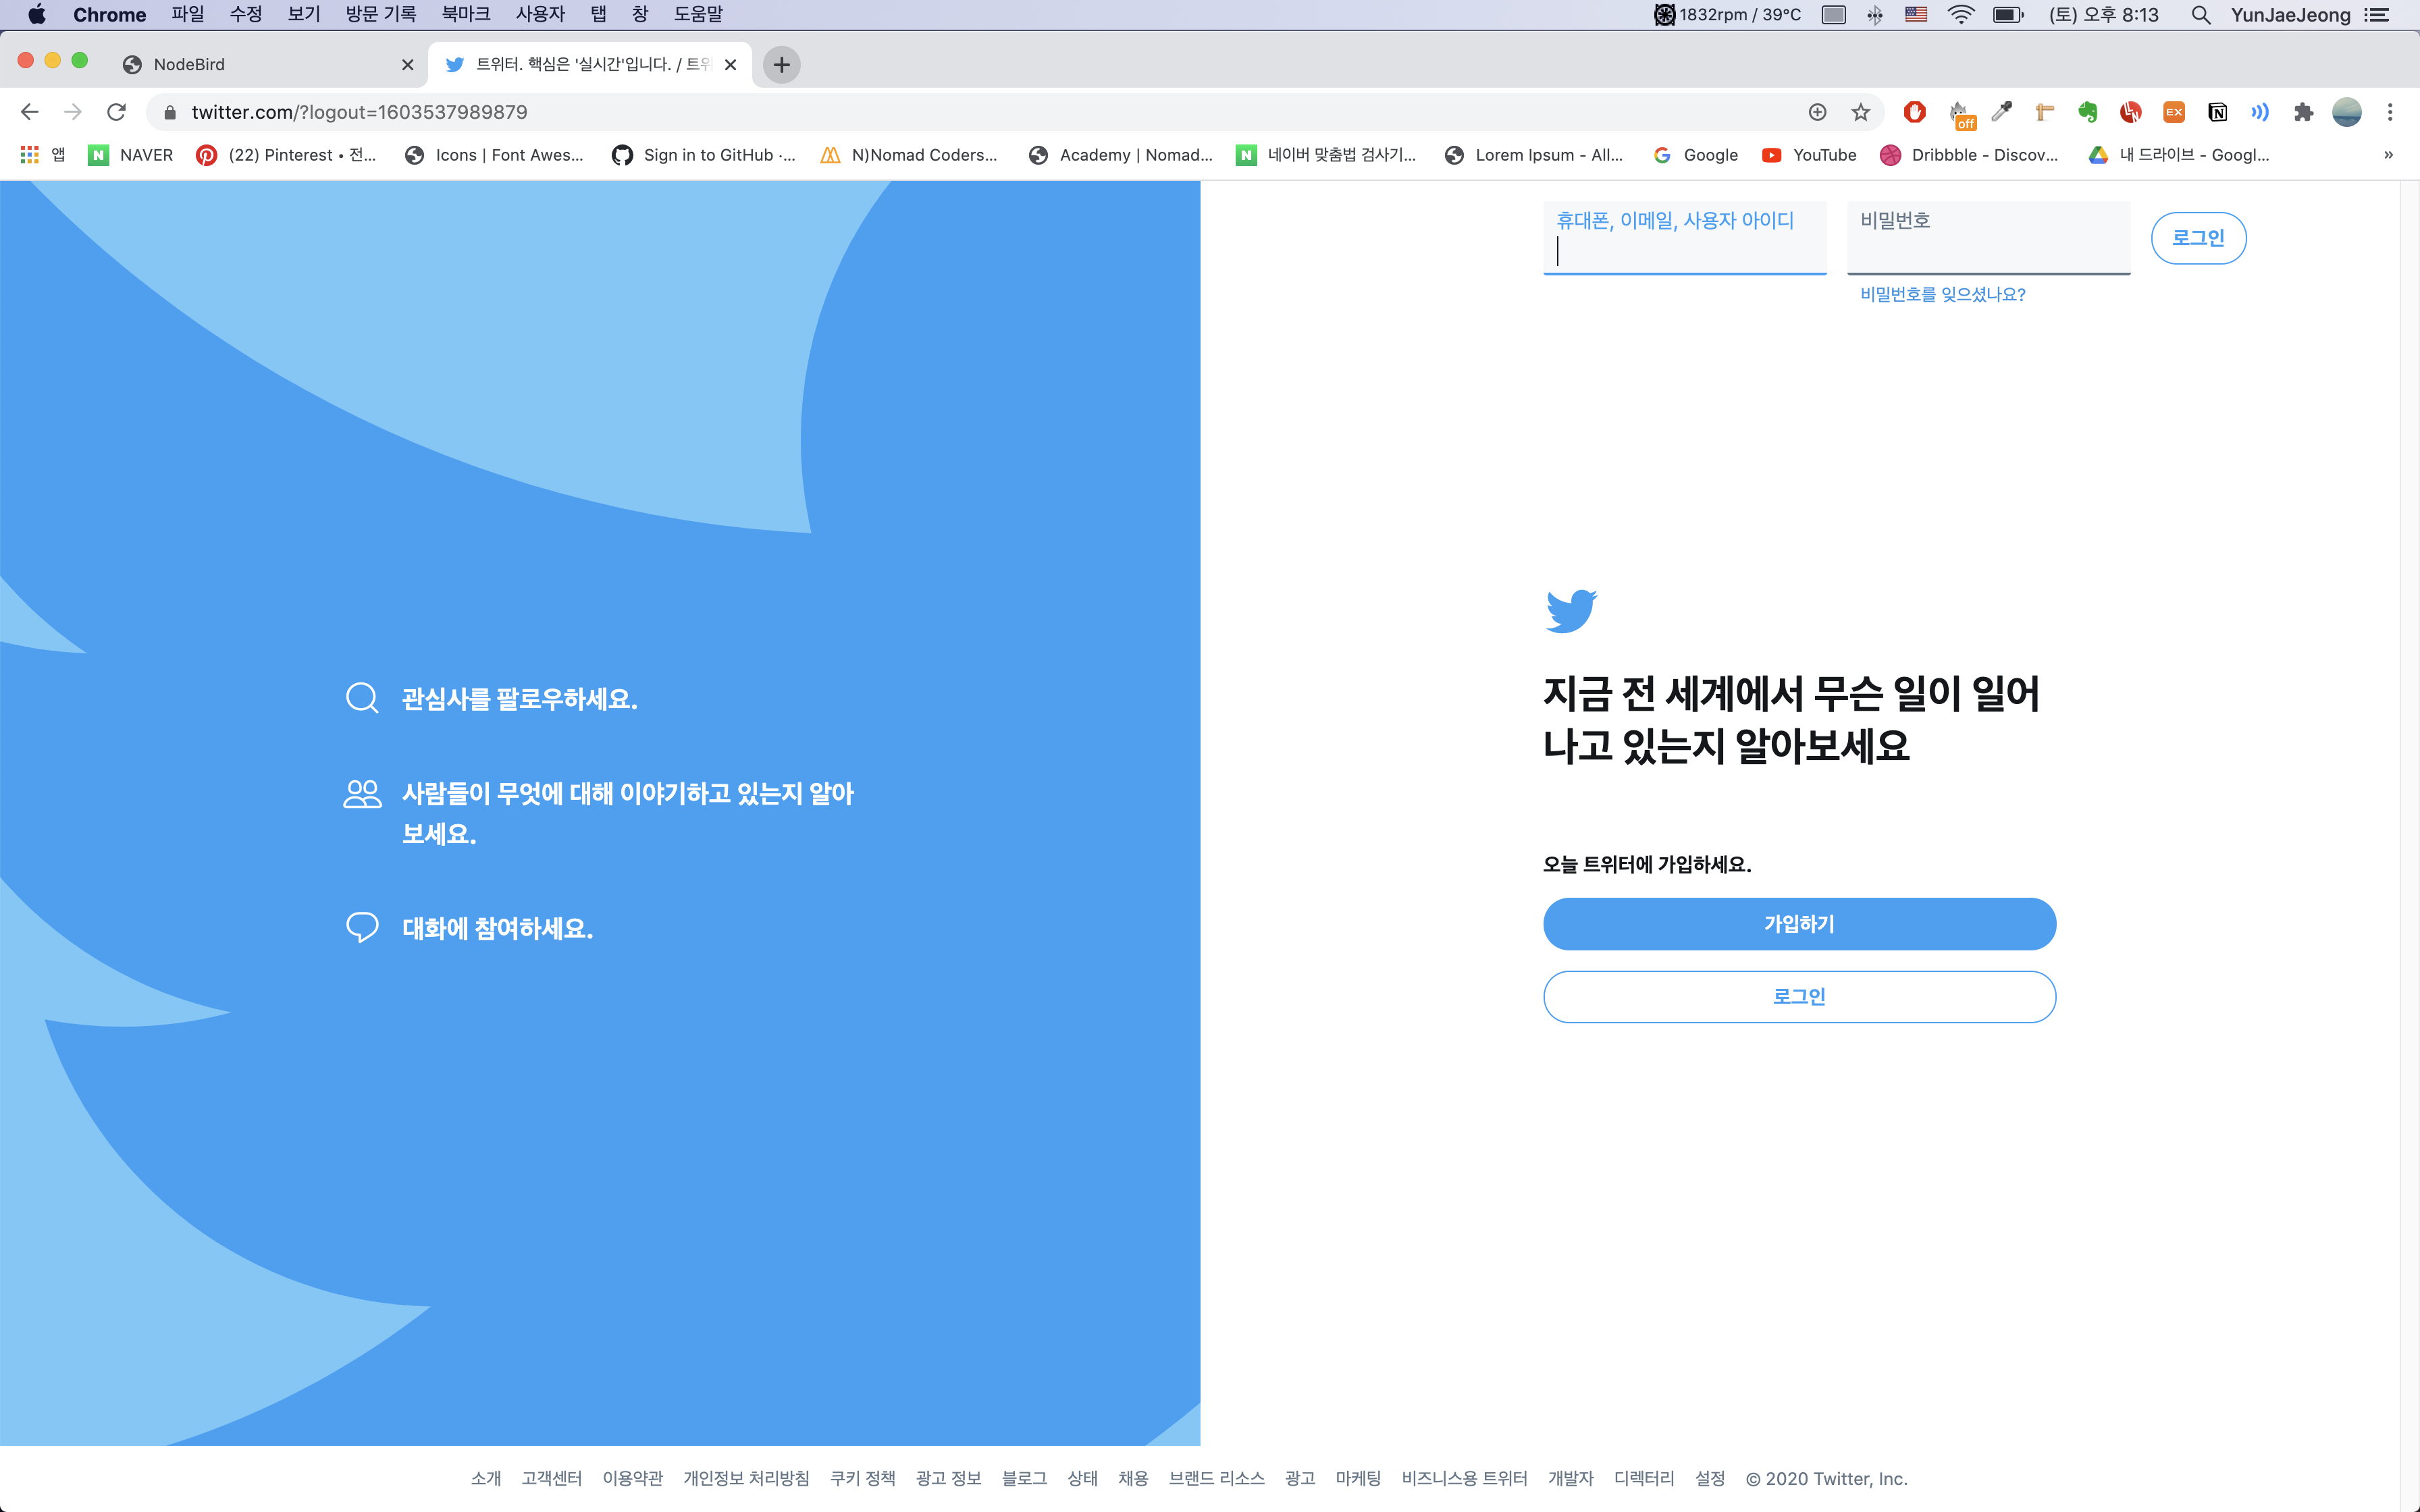 Chrome 파일 수정 보기 방문 기록 북마크 사용자 탭 창 도움말 1832rpm / 39°C (토) 오후 8:13 YunJaeJeong
NodeBird
트위터. 핵심은 '실시간'입니다. / 트위
twitter.com/?logout=1603537989879
off EX
앱 NAVER (22) Pinterest • 전... Icons | Font Awes... Sign in to GitHub ·... N)Nomad Coders... Academy | Nomad... 네이버 맞춤법 검사기... Lorem Ipsum - All... Google YouTube Dribbble - Discov... 내 드라이브 - Googl... »
휴대폰, 이메일, 사용자 아이디
비밀번호
로그인
비밀번호를 잊으셨나요?
관심사를 팔로우하세요.
사람들이 무엇에 대해 이야기하고 있는지 알아
보세요.
대화에 참여하세요.
지금 전 세계에서 무슨 일이 일어
나고 있는지 알아보세요
오늘 트위터에 가입하세요.
가입하기
로그인
소개 고객센터 이용약관 개인정보 처리방침 쿠키 정책 광고 정보 블로그 상태 채용 브랜드 리소스 광고 마케팅 비즈니스용 트위터 개발자 디렉터리 설정 © 2020 Twitter, Inc.